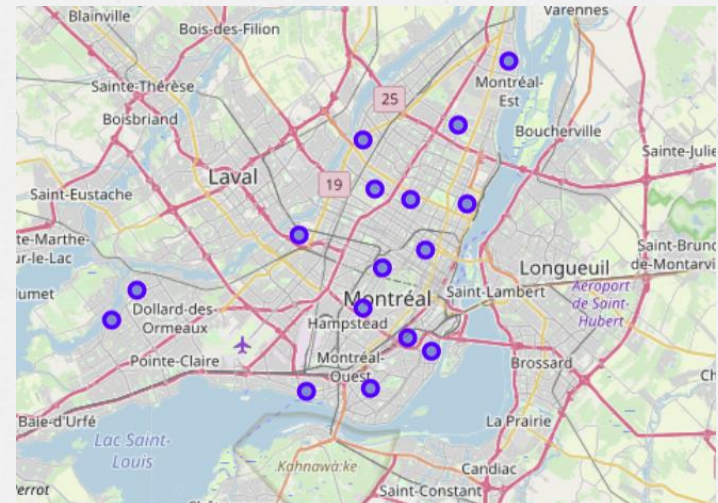 Blainville
Bois-des-Filion
Varennes
Sainte-Thérèse
Montréal-
Est
25
Boisbriand
Boucherville
Sainte-Julie
Laval
19
Saint-Eustache
te-Marthe-
ur-le-Lac
Saint-Bruno
de-Montarvi
Longueuil
Aéroport
de Saint-
Hubert
Saint-Lambert
Montréal
Dollard-des-
Ormeaux
Hampstead
Pointe-Claire
Montréal-
Ouest
Brossard
Baie-d'Urfé
La Prairie
Lac Saint-
Louis
Kahnawà:ke
Candiac
Saint-Constant